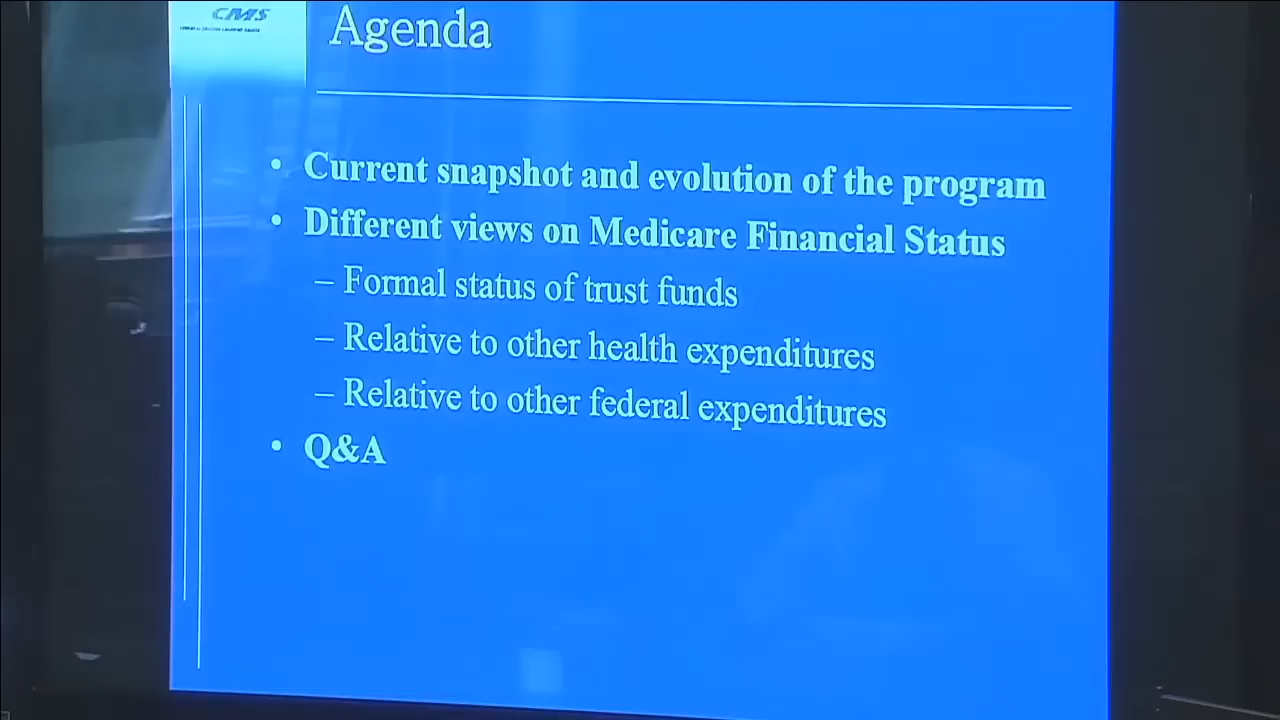 CMS
Agenda
• Current snapshot and evolution of the program
• Different views on Medicare Financial Status
– Formal status of trust funds
– Relative to other health expenditures
– Relative to other federal expenditures
• Q&A